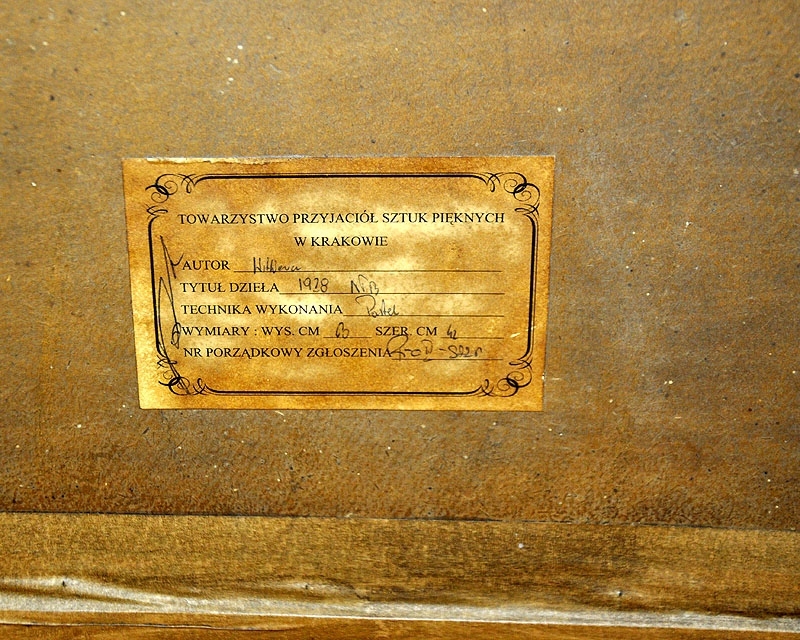 TOWARZYSTWO PRZYJACIÓŁ SZTUK PIĘKNYCH
W KRAKOWIE
AUTOR
TYTUŁ DZIEŁA 1928
TECHNIKA WYKONANIA Pastel
WYMIARY : WYS. CM SZER. CM
NR PORZĄDKOWY ZGŁOSZENIA